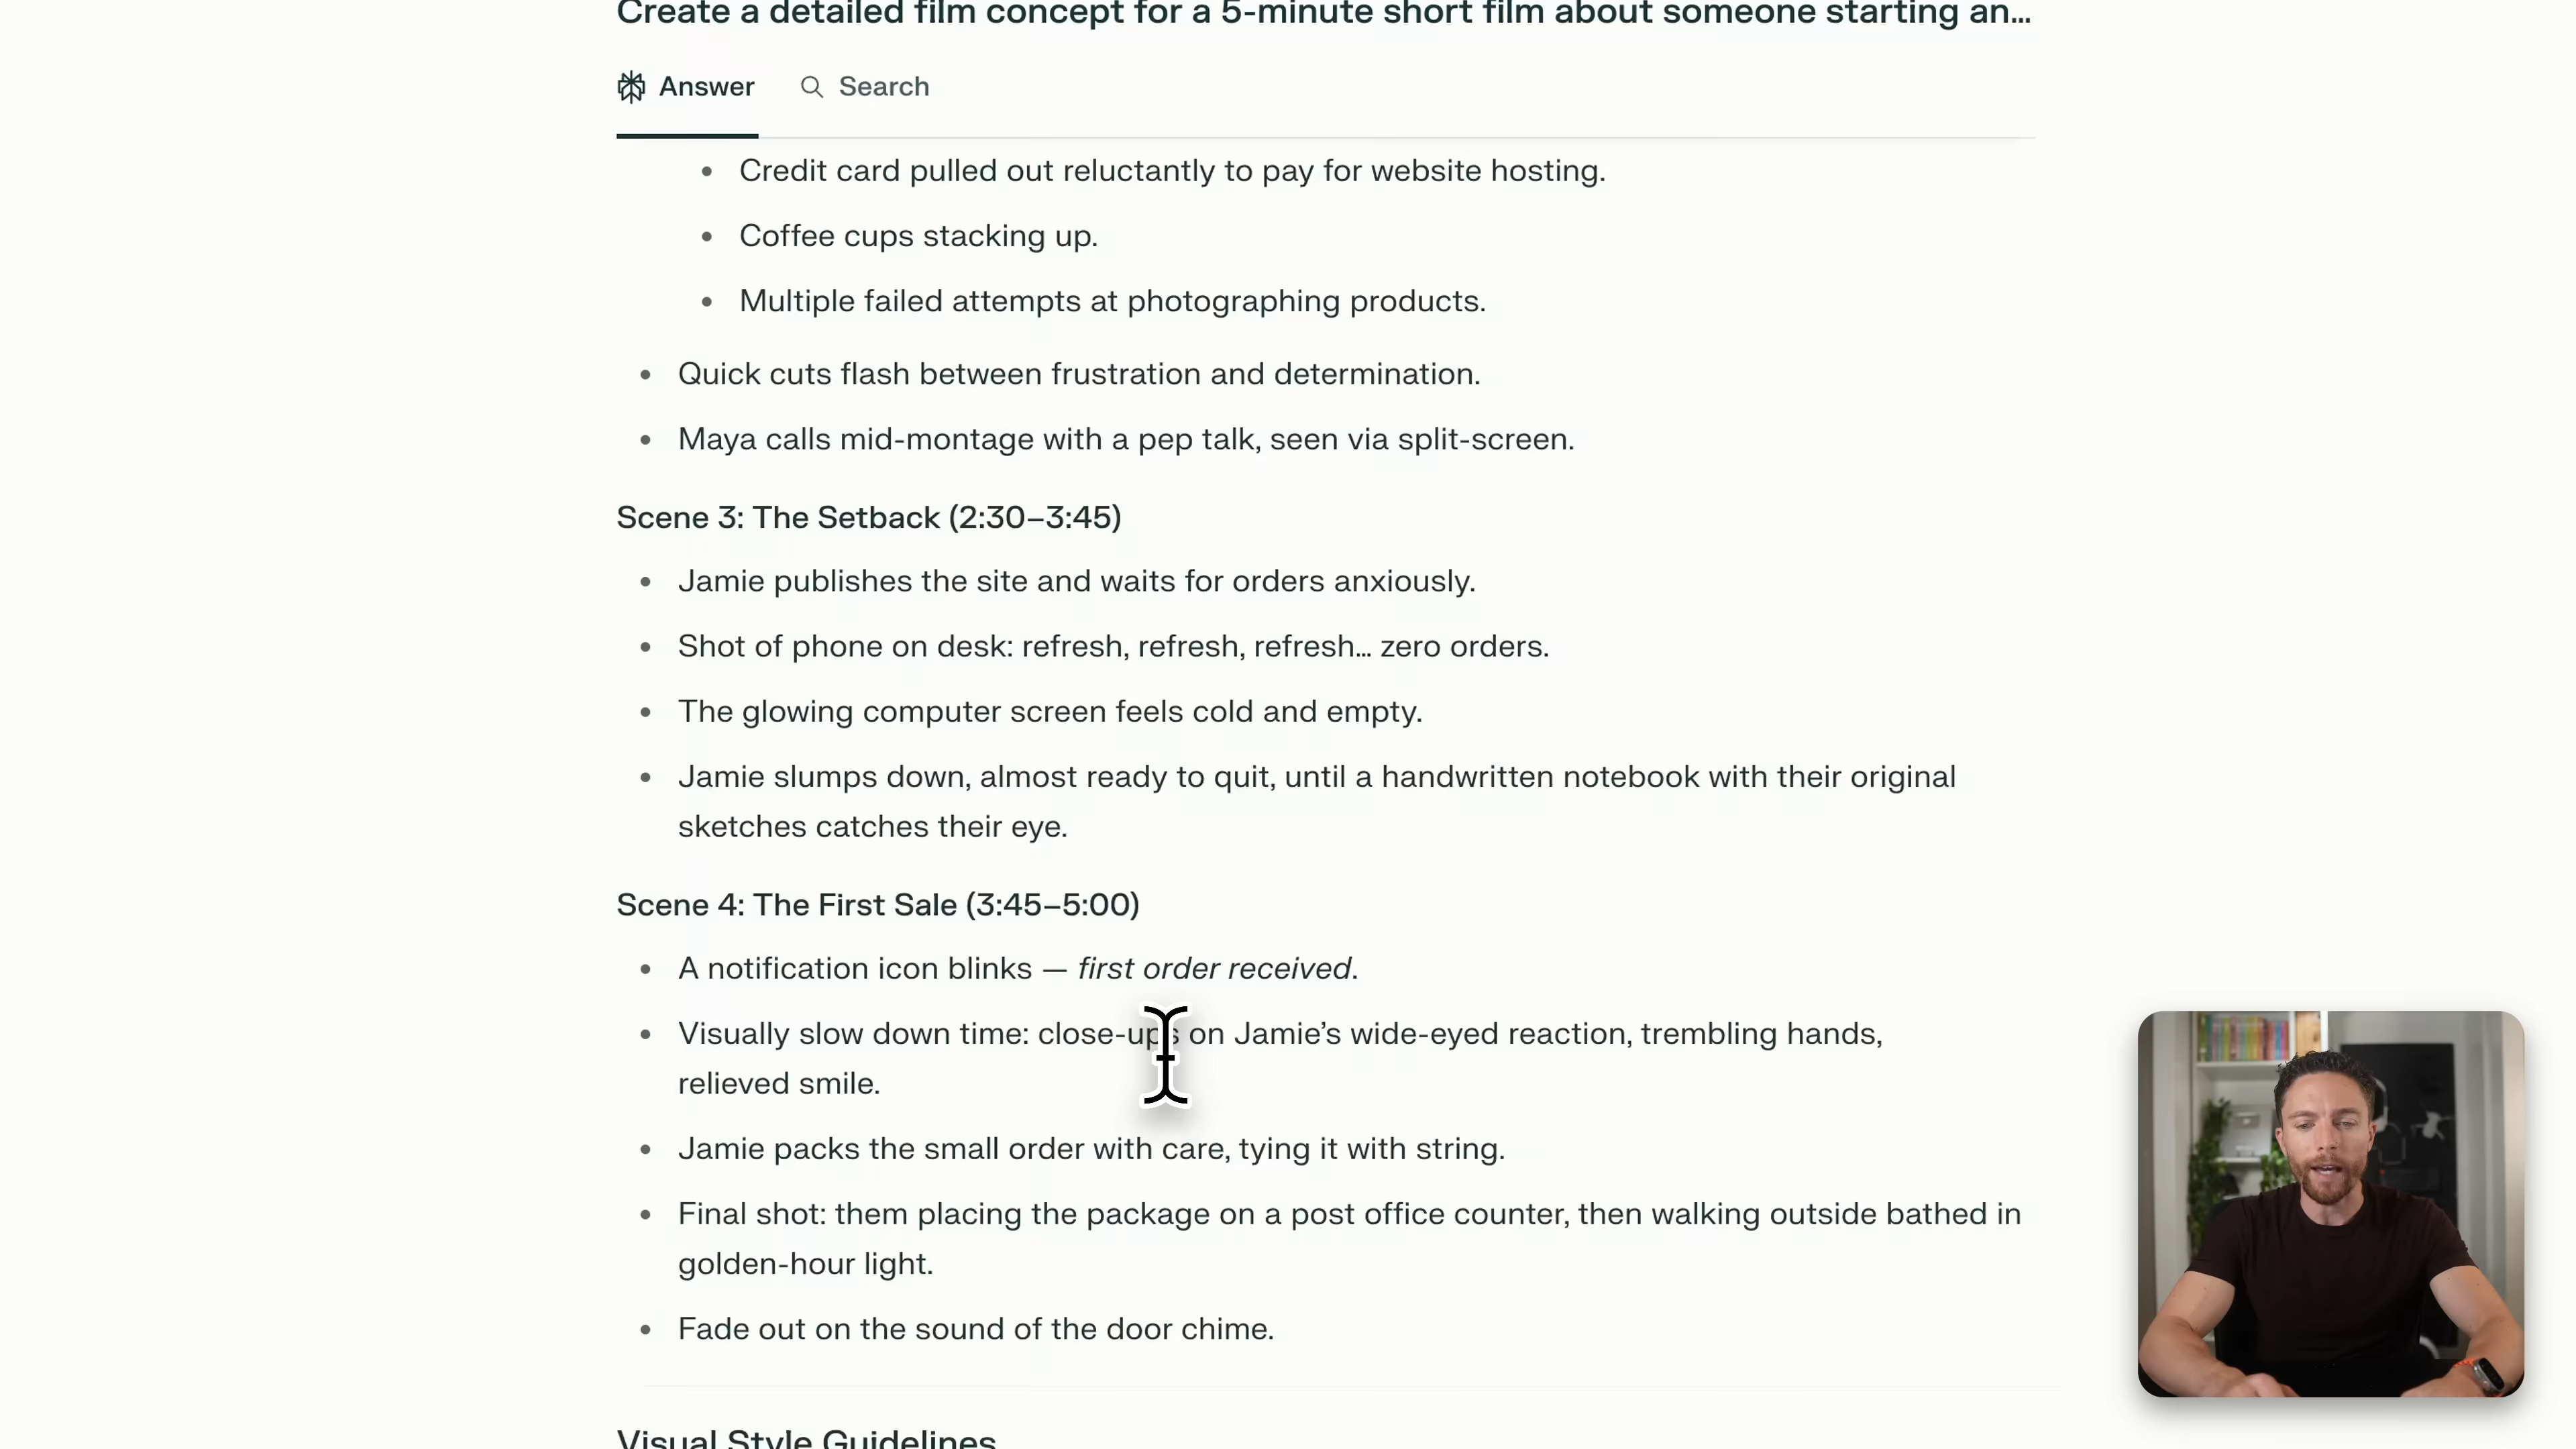 Create a detailed film concept for a 5-minute short film about someone starting an…
Answer
Search
Credit card pulled out reluctantly to pay for website hosting.
Coffee cups stacking up.
Multiple failed attempts at photographing products.
Quick cuts flash between frustration and determination.
Maya calls mid-montage with a pep talk, seen via split-screen.
Scene 3: The Setback (2:30–3:45)
Jamie publishes the site and waits for orders anxiously.
Shot of phone on desk: refresh, refresh, refresh… zero orders.
The glowing computer screen feels cold and empty.
Jamie slumps down, almost ready to quit, until a handwritten notebook with their original
sketches catches their eye.
Scene 4: The First Sale (3:45–5:00)
A notification icon blinks — first order received.
Visually slow down time: close-ups on Jamie’s wide-eyed reaction, trembling hands,
relieved smile.
Jamie packs the small order with care, tying it with string.
Final shot: them placing the package on a post office counter, then walking outside bathed in
golden-hour light.
Fade out on the sound of the door chime.
Visual Style Guidelines